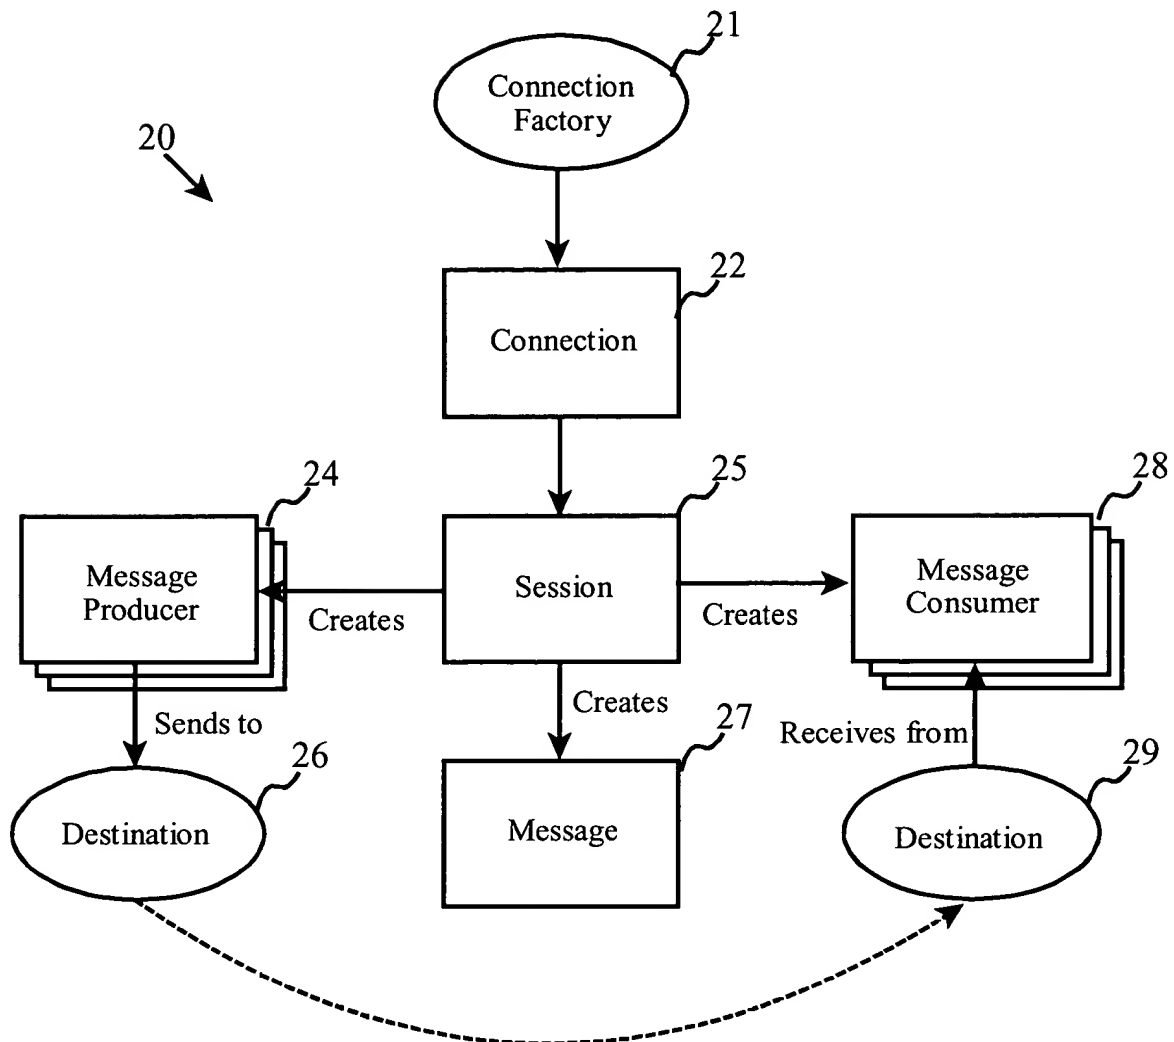 21
Connection
Factory
20
22
Connection
24
25
28
Message
Producer
Creates
Session
Creates
Message
Consumer
Sends to
Creates
Receives from
26
27
29
Destination
Message
Destination